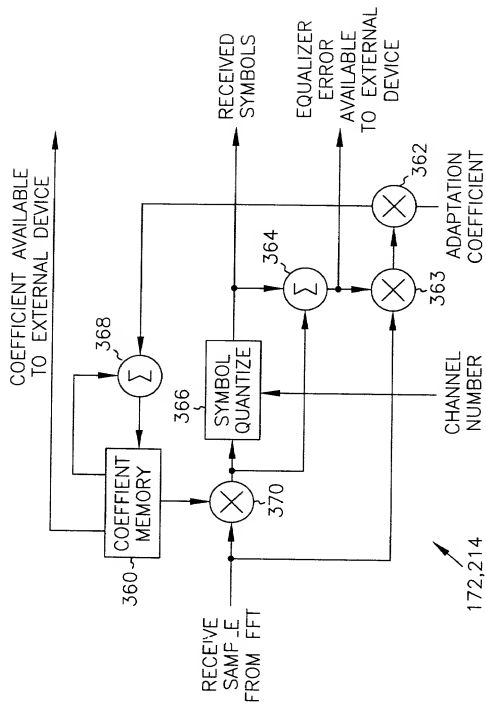 COEFFICIENT AVAILABLE
TO EXTERNAL DEVICE
368
Σ
360
COEFFIENT
MEMORY
366
SYMBOL
QUANTIZE
RECEIVED
SYMBOLS
364
Σ
EQUALIZER
ERROR
AVAILABLE
TO EXTERNAL
DEVICE
370
RECEIVE
SAMPLE
FROM FFT
362
363
ADAPTATION
COEFFICIENT
CHANNEL
NUMBER
172,214